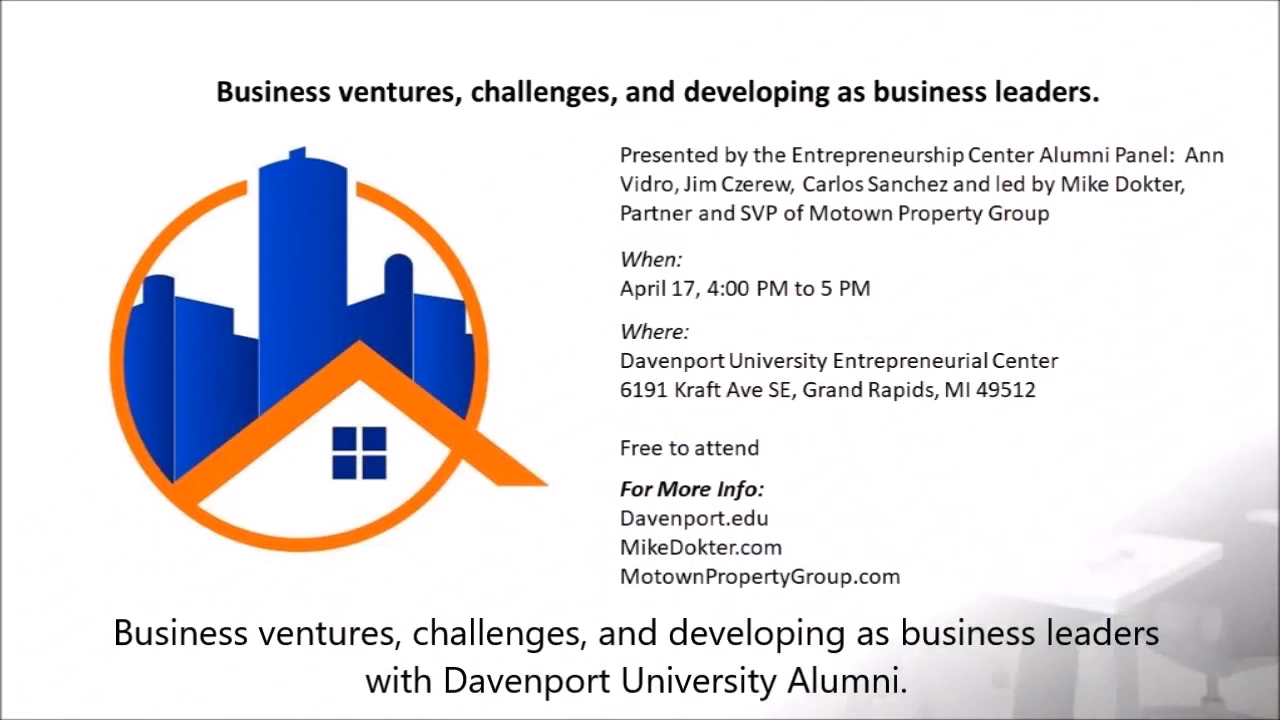 Business ventures, challenges, and developing as business leaders.
Presented by the Entrepreneurship Center Alumni Panel: Ann
Vidro, Jim Czerew, Carlos Sanchez and led by Mike Dokter,
Partner and SVP of Motown Property Group
When:
April 17, 4:00 PM to 5 PM
Where:
Davenport University Entrepreneurial Center
6191 Kraft Ave SE, Grand Rapids, MI 49512
Free to attend
For More Info:
Davenport.edu
MikeDokter.com
MotownPropertyGroup.com
Business ventures, challenges, and developing as business leaders
with Davenport University Alumni.